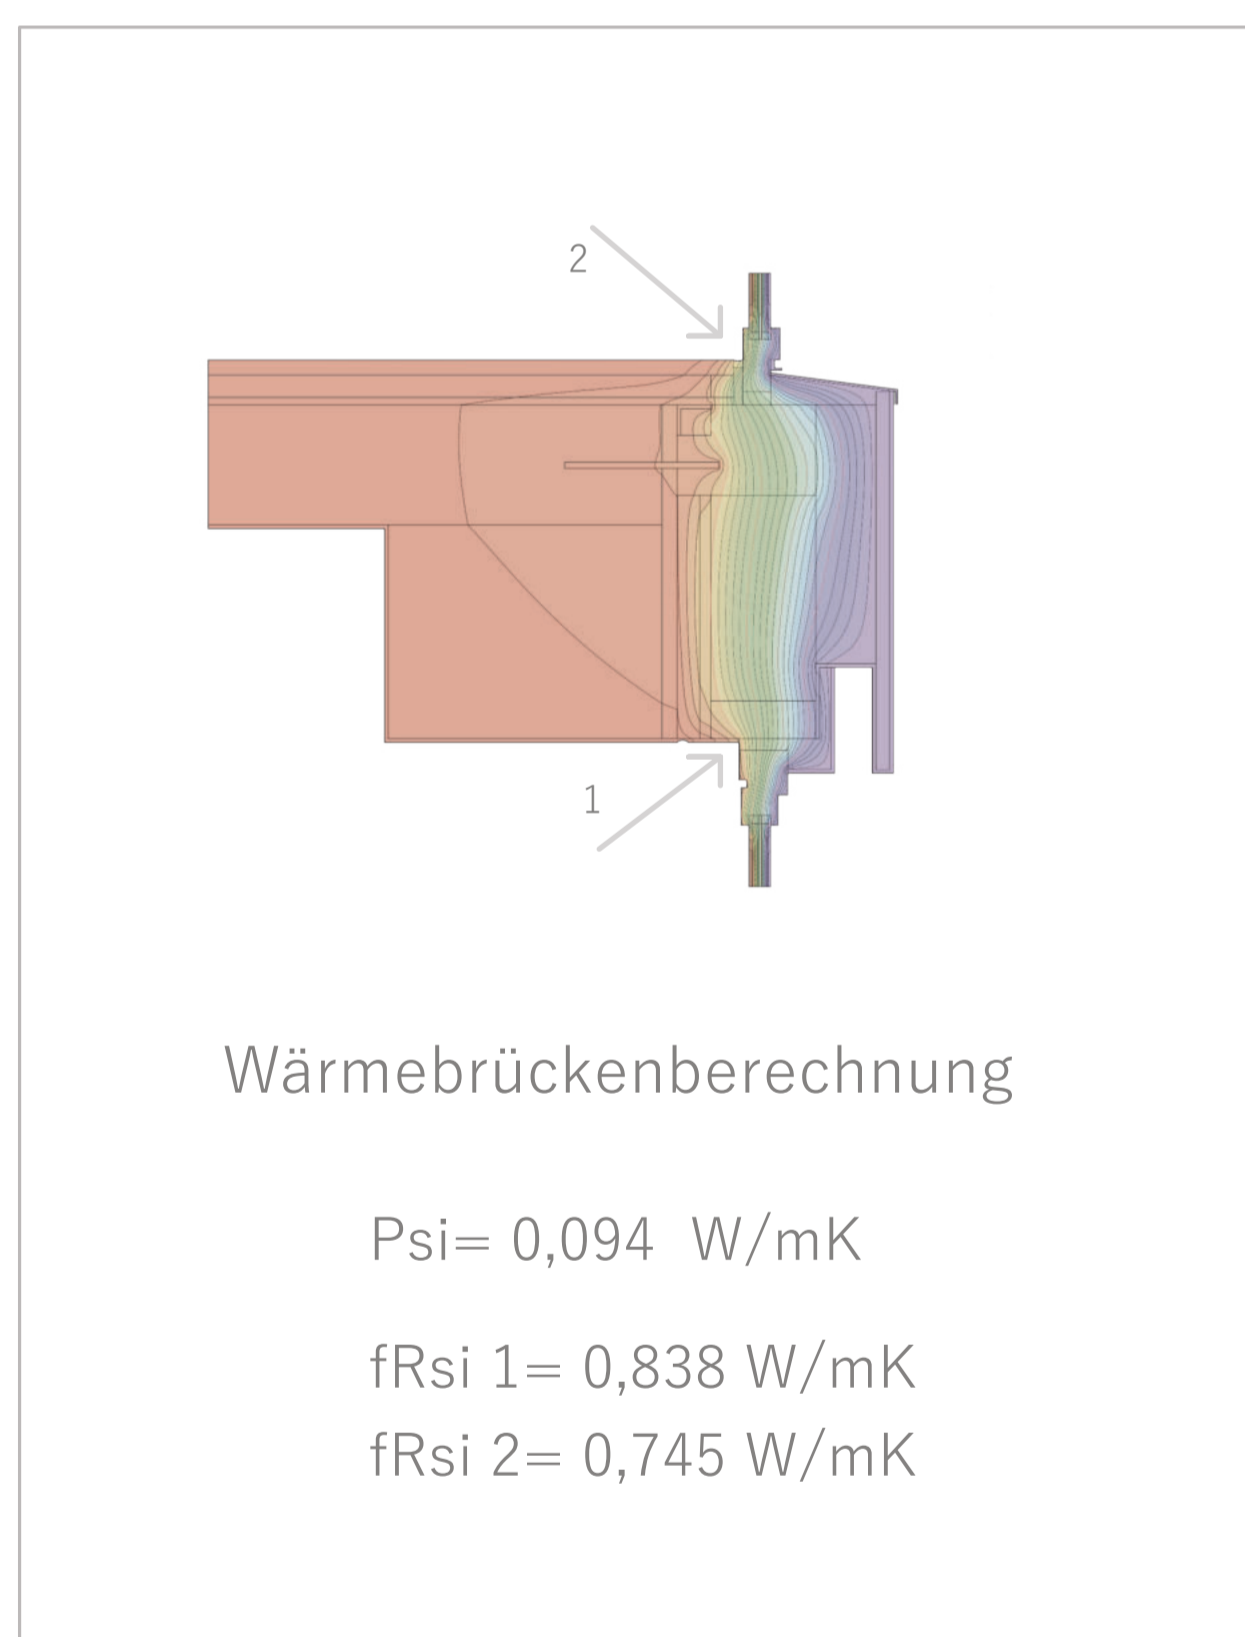 2
1
Wärmebrückenberechnung
Psi= 0,094 W/mK
fRsi 1= 0,838 W/mK
fRsi 2= 0,745 W/mK